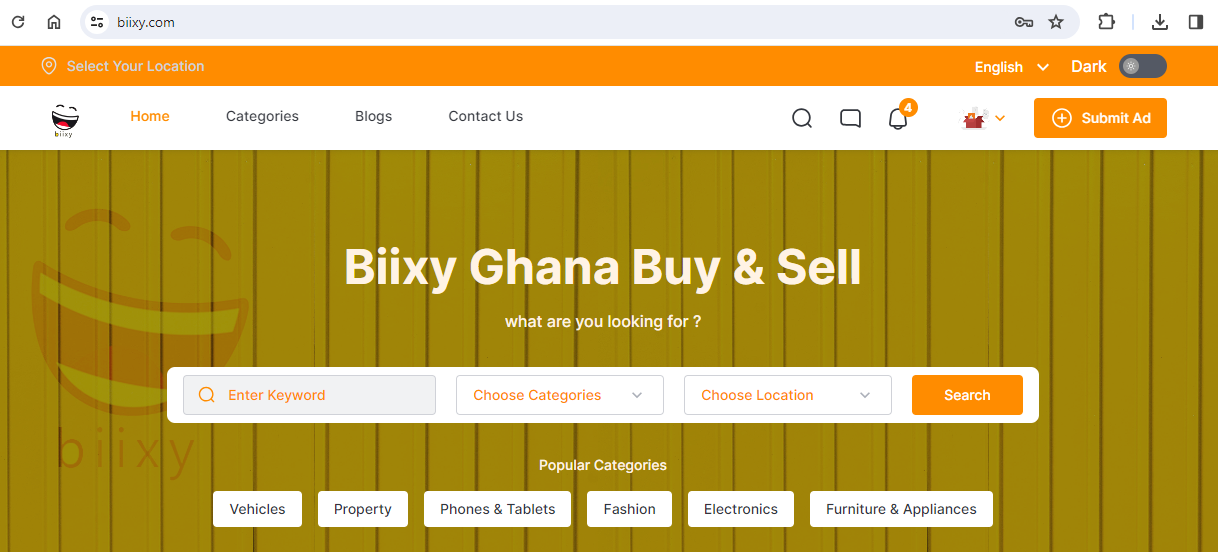 biixy.com
Select Your Location
English
Dark
biixy
Home
Categories
Blogs
Contact Us
4
Submit Ad
Biixy Ghana Buy & Sell
what are you looking for ?
Enter Keyword
Choose Categories
Choose Location
Search
biixy
Popular Categories
Vehicles
Property
Phones & Tablets
Fashion
Electronics
Furniture & Appliances